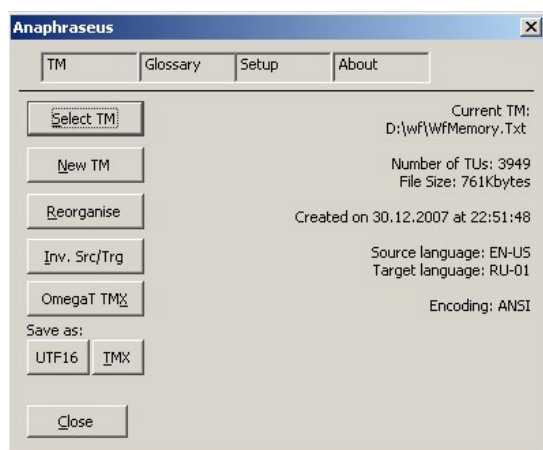 Anaphraseus
TM Glossary Setup About
Select TM
New TM
Reorganise
Inv. Src/Trg
OmegaT TMX
Save as:
UTF16 TMX
Close
Current TM:
D:\wf\WfMemory.Txt
Number of TUs: 3949
File Size: 761Kbytes
Created on 30.12.2007 at 22:51:48
Source language: EN-US
Target language: RU-01
Encoding: ANSI